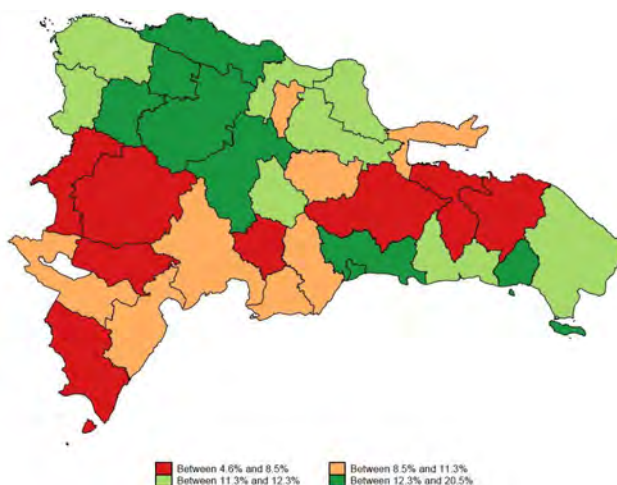 Between 4.6% and 8.5% Between 8.5% and 11.3%
Between 11.3% and 12.3% Between 12.3% and 20.5%